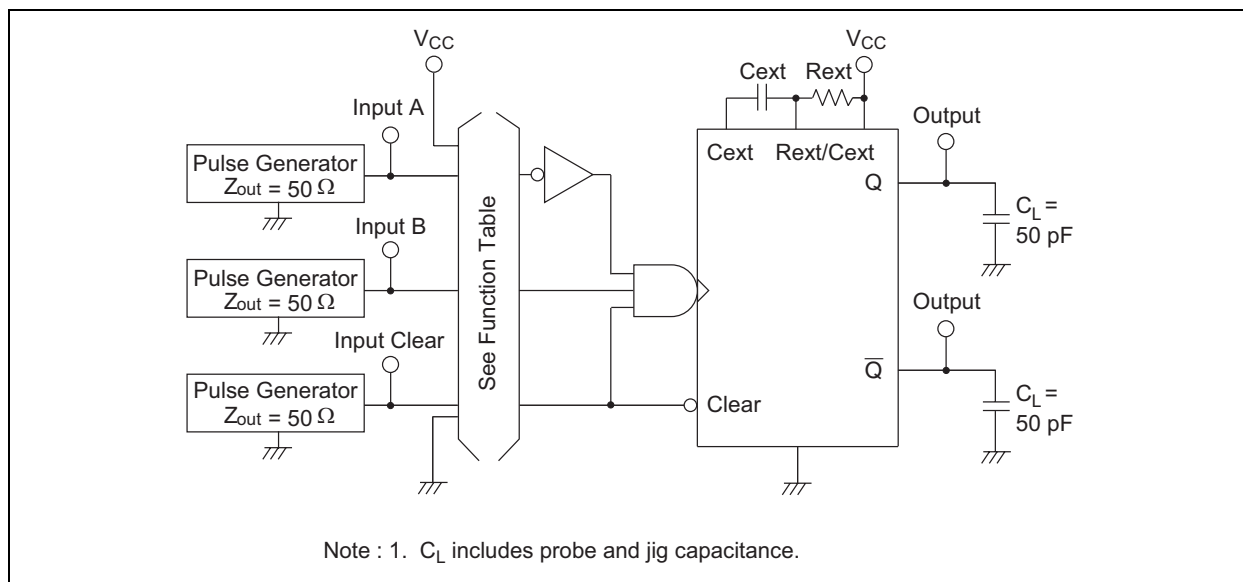 VCC
Input A
Pulse Generator
Zout = 50 Ω
Input B
Pulse Generator
Zout = 50 Ω
Input Clear
Pulse Generator
Zout = 50 Ω
See Function Table
VCC
Cext Rext
Cext Rext/Cext
Q
Output
CL =
50 pF
Output
Q̅
CL =
50 pF
Clear
Note : 1. CL includes probe and jig capacitance.